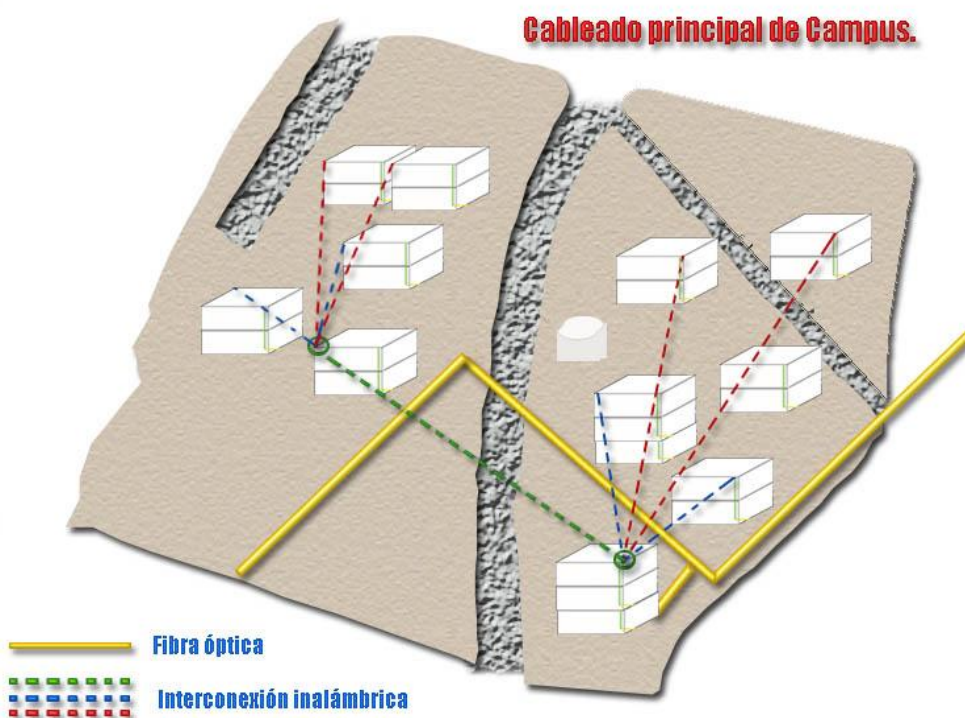 Cableado principal de Campus.
Fibra óptica
Interconexión inalámbrica